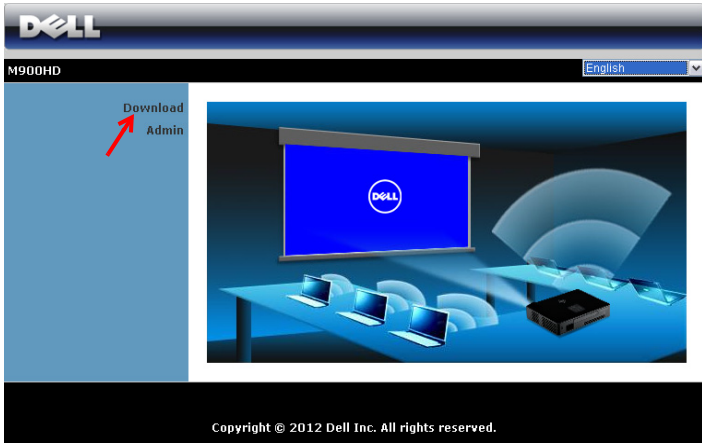 DELL
M900HD
English
Download
Admin
DELL
Copyright © 2012 Dell Inc. All rights reserved.